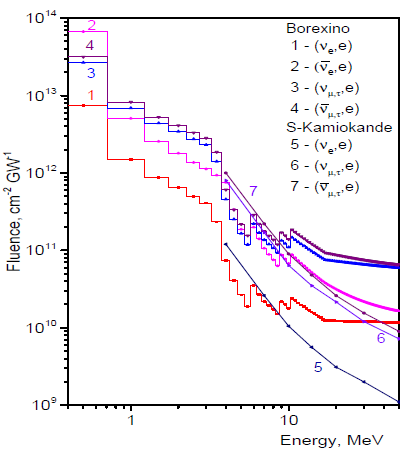 10^14
10^13
10^12
10^11
10^10
10^9
Fluence, cm^-2 GW^-1
2
4
3
1
7
6
5
Borexino
1 - (ν_e,e)
2 - (ν̅_e,e)
3 - (ν_μ,τ,e)
4 - (ν̅_μ,τ,e)
S-Kamiokande
5 - (ν_e,e)
6 - (ν_μ,τ,e)
7 - (ν̅_μ,τ,e)
1
10
Energy, MeV